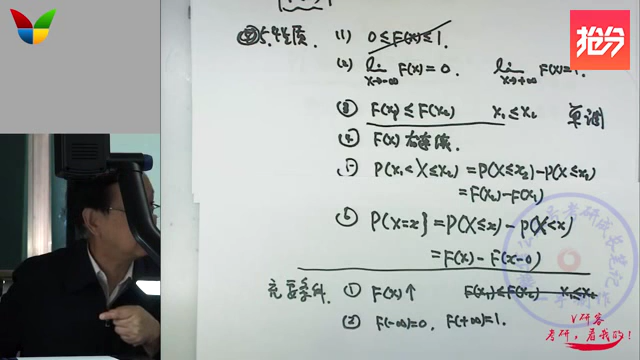 抢分
5.性质. (1) 0≤F(x)≤1.
(2) lim x→-∞ F(x)=0. lim x→+∞ F(x)=1.
③ F(x₁)≤F(x₂) x₁≤x₂ 单调
④ F(x)右连续.
P(x₁<X≤x₂)=P(X≤x₂)-P(X≤x₁)
=F(x₂)-F(x₁)
⑥ P{X=x}=P(X≤x)-P(X<x)
=F(x)-F(x-0)
充要条件. ① F(x)↑ F(x₁)≤F(x₂) x₁≤x₂
② F(-∞)=0, F(+∞)=1.
V研客
考研,看我的!